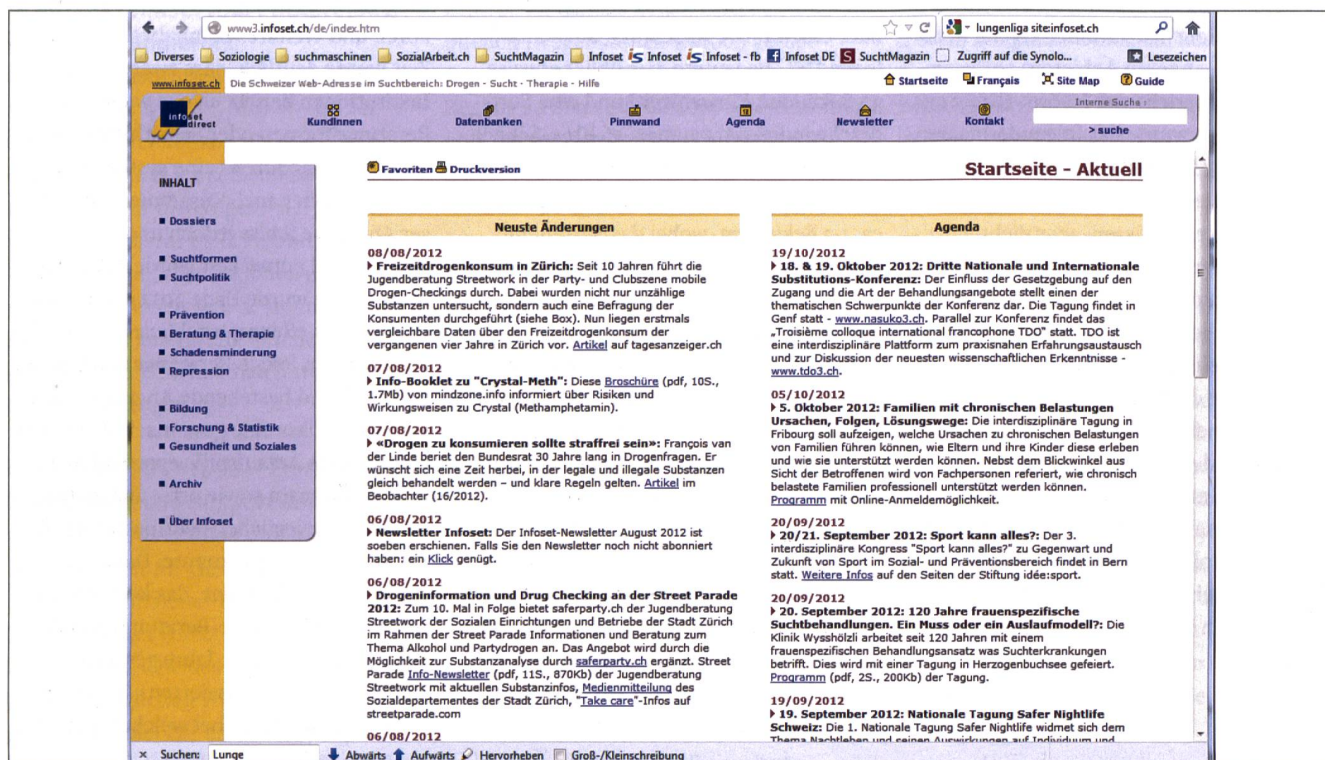 www3.infoset.ch/de/index.htm
lungenliga site:infoset.ch
Diverses Soziologie suchmaschinen SozialArbeit.ch SuchtMagazin Infoset Infoset Infoset - fb Infoset DE SuchtMagazin Zugriff auf die Synolo... Lesezeichen
www.infoset.ch Die Schweizer Web-Adresse im Suchtbereich: Drogen - Sucht - Therapie - Hilfe
Startseite Français Site Map Guide
infoset
direct
KundInnen Datenbanken Pinnwand Agenda Newsletter Kontakt
Interne Suche :
> suche
INHALT
Dossiers
Suchtformen
Suchtpolitik
Prävention
Beratung & Therapie
Schadensminderung
Repression
Bildung
Forschung & Statistik
Gesundheit und Soziales
Archiv
Über Infoset
Favoriten Druckversion
Startseite - Aktuell
Neuste Änderungen
08/08/2012
Freizeitdrogenkonsum in Zürich: Seit 10 Jahren führt die
Jugendberatung Streetwork in der Party- und Clubszene mobile
Drogen-Checkings durch. Dabei wurden nicht nur unzählige
Substanzen untersucht, sondern auch eine Befragung der
Konsumenten durchgeführt (siehe Box). Nun liegen erstmals
vergleichbare Daten über den Freizeitdrogenkonsum der
vergangenen vier Jahre in Zürich vor. Artikel auf tagesanzeiger.ch
07/08/2012
Info-Booklet zu "Crystal-Meth": Diese Broschüre (pdf, 10S.,
1.7Mb) von mindzone.info informiert über Risiken und
Wirkungsweisen zu Crystal (Methamphetamin).
07/08/2012
«Drogen zu konsumieren sollte straffrei sein»: François van
der Linde beriet den Bundesrat 30 Jahre lang in Drogenfragen. Er
wünscht sich eine Zeit herbei, in der legale und illegale Substanzen
gleich behandelt werden – und klare Regeln gelten. Artikel im
Beobachter (16/2012).
06/08/2012
Newsletter Infoset: Der Infoset-Newsletter August 2012 ist
soeben erschienen. Falls Sie den Newsletter noch nicht abonniert
haben: ein Klick genügt.
06/08/2012
Drogeninformation und Drug Checking an der Street Parade
2012: Zum 10. Mal in Folge bietet saferparty.ch der Jugendberatung
Streetwork der Sozialen Einrichtungen und Betriebe der Stadt Zürich
im Rahmen der Street Parade Informationen und Beratung zum
Thema Alkohol und Partydrogen an. Das Angebot wird durch die
Möglichkeit zur Substanzanalyse durch saferparty.ch ergänzt. Street
Parade Info-Newsletter (pdf, 11S., 870Kb) der Jugendberatung
Streetwork mit aktuellen Substanzinfos, Medienmitteilung des
Sozialdepartementes der Stadt Zürich, "Take care"-Infos auf
streetparade.com
06/08/2012
Agenda
19/10/2012
18. & 19. Oktober 2012: Dritte Nationale und Internationale
Substitutions-Konferenz: Der Einfluss der Gesetzgebung auf den
Zugang und die Art der Behandlungsangebote stellt einen der
thematischen Schwerpunkte der Konferenz dar. Die Tagung findet in
Genf statt - www.nasuko3.ch. Parallel zur Konferenz findet das
„Troisième colloque international francophone TDO" statt. TDO ist
eine interdisziplinäre Plattform zum praxisnahen Erfahrungsaustausch
und zur Diskussion der neuesten wissenschaftlichen Erkenntnisse -
www.tdo3.ch.
05/10/2012
5. Oktober 2012: Familien mit chronischen Belastungen
Ursachen, Folgen, Lösungswege: Die interdisziplinäre Tagung in
Fribourg soll aufzeigen, welche Ursachen zu chronischen Belastungen
von Familien führen können, wie Eltern und ihre Kinder diese erleben
und wie sie unterstützt werden können. Nebst dem Blickwinkel aus
Sicht der Betroffenen wird von Fachpersonen referiert, wie chronisch
belastete Familien professionell unterstützt werden können.
Programm mit Online-Anmeldemöglichkeit.
20/09/2012
20/21. September 2012: Sport kann alles?: Der 3.
interdisziplinäre Kongress "Sport kann alles?" zu Gegenwart und
Zukunft von Sport im Sozial- und Präventionsbereich findet in Bern
statt. Weitere Infos auf den Seiten der Stiftung idée:sport.
20/09/2012
20. September 2012: 120 Jahre frauenspezifische
Suchtbehandlungen. Ein Muss oder ein Auslaufmodell?: Die
Klinik Wysshölzli arbeitet seit 120 Jahren mit einem
frauenspezifischen Behandlungsansatz was Suchterkrankungen
betrifft. Dies wird mit einer Tagung in Herzogenbuchsee gefeiert.
Programm (pdf, 2S., 200Kb) der Tagung.
19/09/2012
19. September 2012: Nationale Tagung Safer Nightlife
Schweiz: Die 1. Nationale Tagung Safer Nightlife widmet sich dem
Thema Nachtleben und seinen Auswirkungen auf Individuum und
× Suchen: Lunge Abwärts Aufwärts Hervorheben Groß-/Kleinschreibung